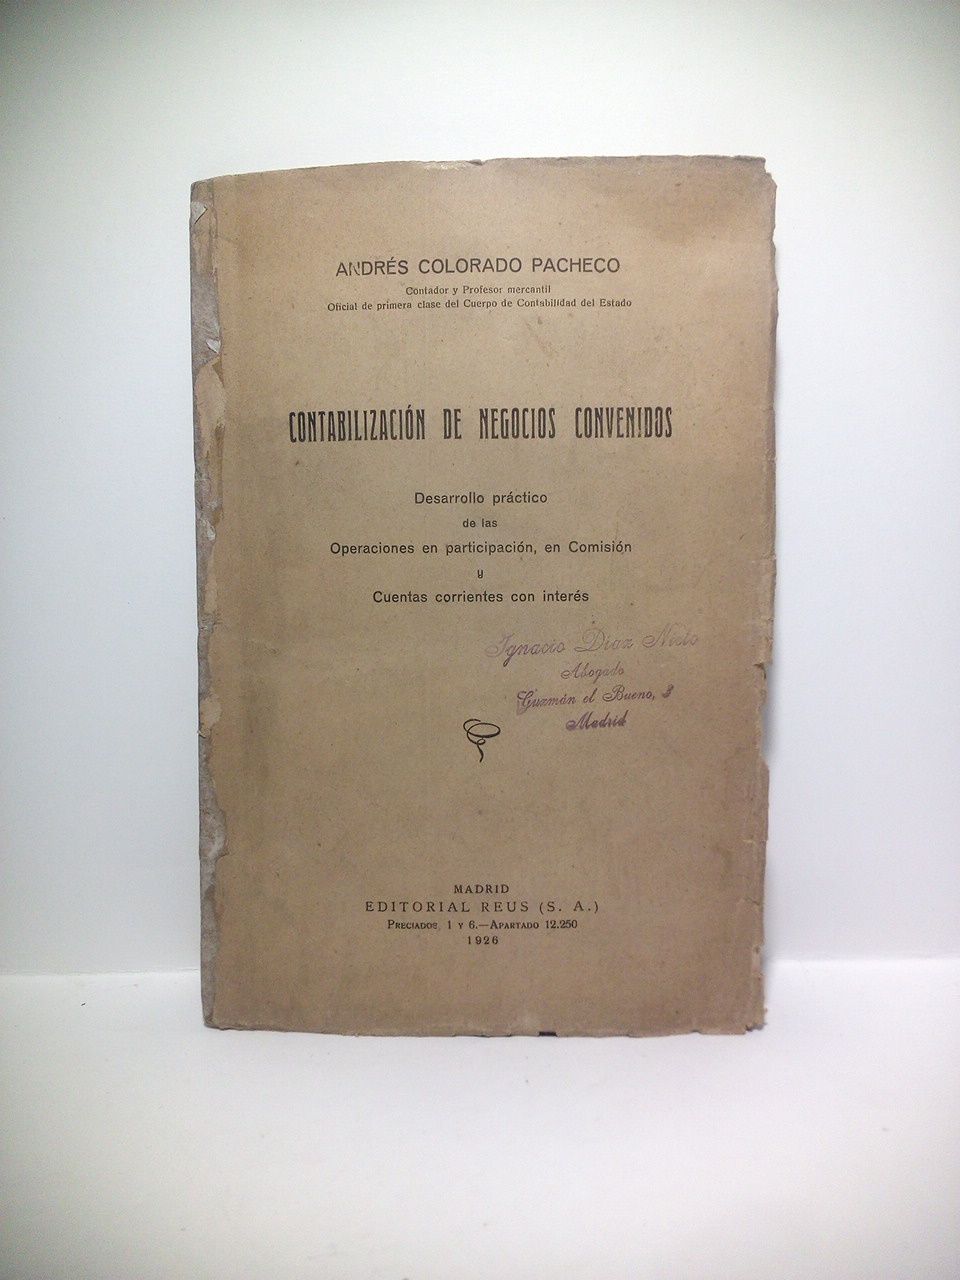 ANDRÉS COLORADO PACHECO
Contador y Profesor mercantil
Oficial de primera clase del Cuerpo de Contabilidad del Estado
CONTABILIZACIÓN DE NEGOCIOS CONVENIDOS
Desarrollo práctico
de las
Operaciones en participación, en Comisión
y
Cuentas corrientes con interés
Ignacio Díaz Nieto
Abogado
Guzmán el Bueno, 3
Madrid
MADRID
EDITORIAL REUS (S. A.)
PRECIADOS, 1 Y 6.—APARTADO 12.250
1926